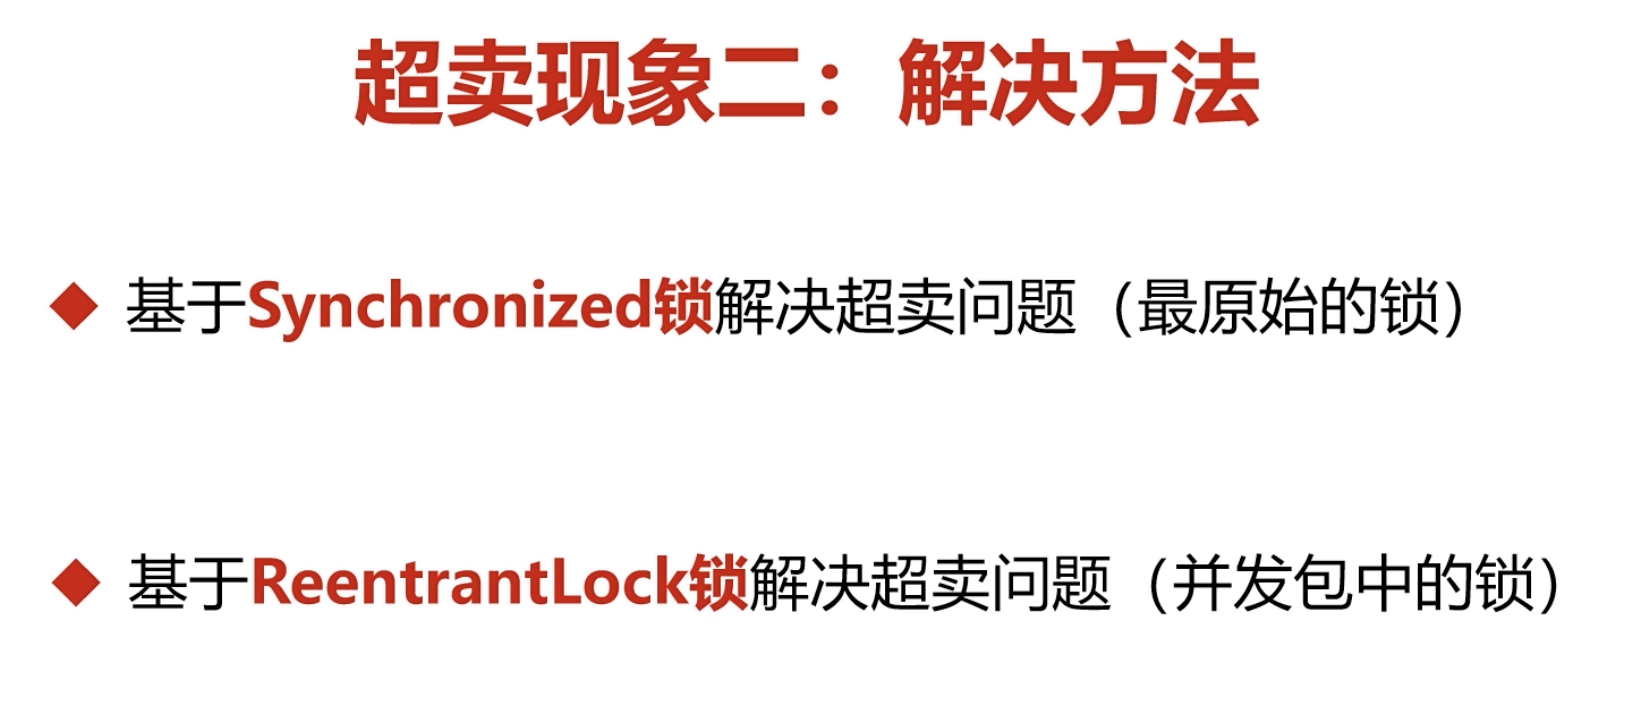 超卖现象二：解决方法
◆ 基于Synchronized锁解决超卖问题（最原始的锁）
◆ 基于ReentrantLock锁解决超卖问题（并发包中的锁）